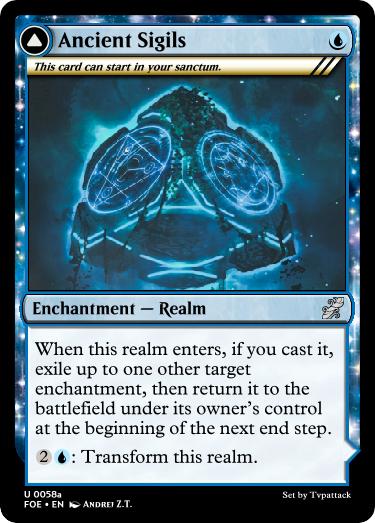 Ancient Sigils
This card can start in your sanctum.
Enchantment — Realm
When this realm enters, if you cast it,
exile up to one other target
enchantment, then return it to the
battlefield under its owner's control
at the beginning of the next end step.
2: Transform this realm.
U 0058a
FOE • EN Andrej Z.T.
Set by Tvpattack